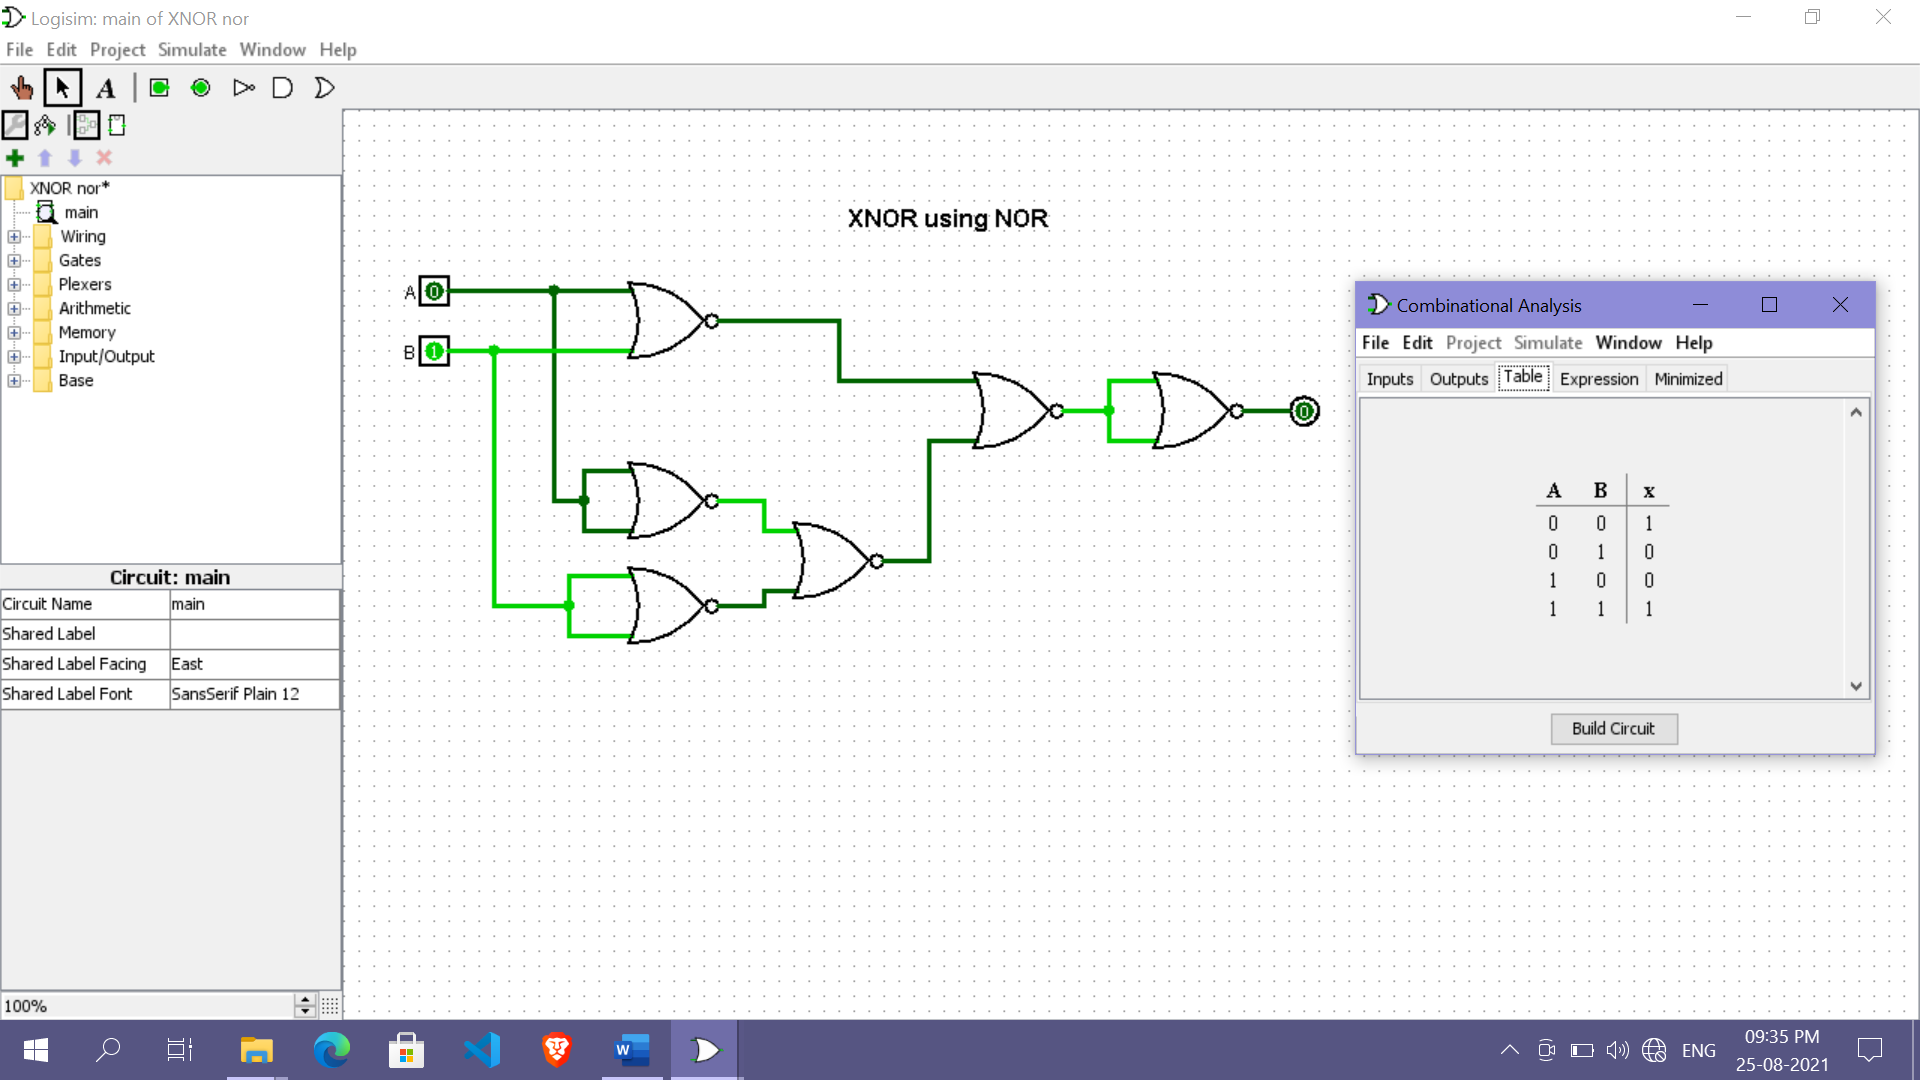 Logisim: main of XNOR nor
File Edit Project Simulate Window Help
A
XNOR nor*
main
Wiring
Gates
Plexers
Arithmetic
Memory
Input/Output
Base
Circuit: main
Circuit Name main
Shared Label
Shared Label Facing East
Shared Label Font SansSerif Plain 12
100%
XNOR using NOR
A 0
B 1
0
Combinational Analysis
File Edit Project Simulate Window Help
Inputs Outputs Table Expression Minimized
A B x
0 0 1
0 1 0
1 0 0
1 1 1
Build Circuit
W
ENG
09:35 PM
25-08-2021